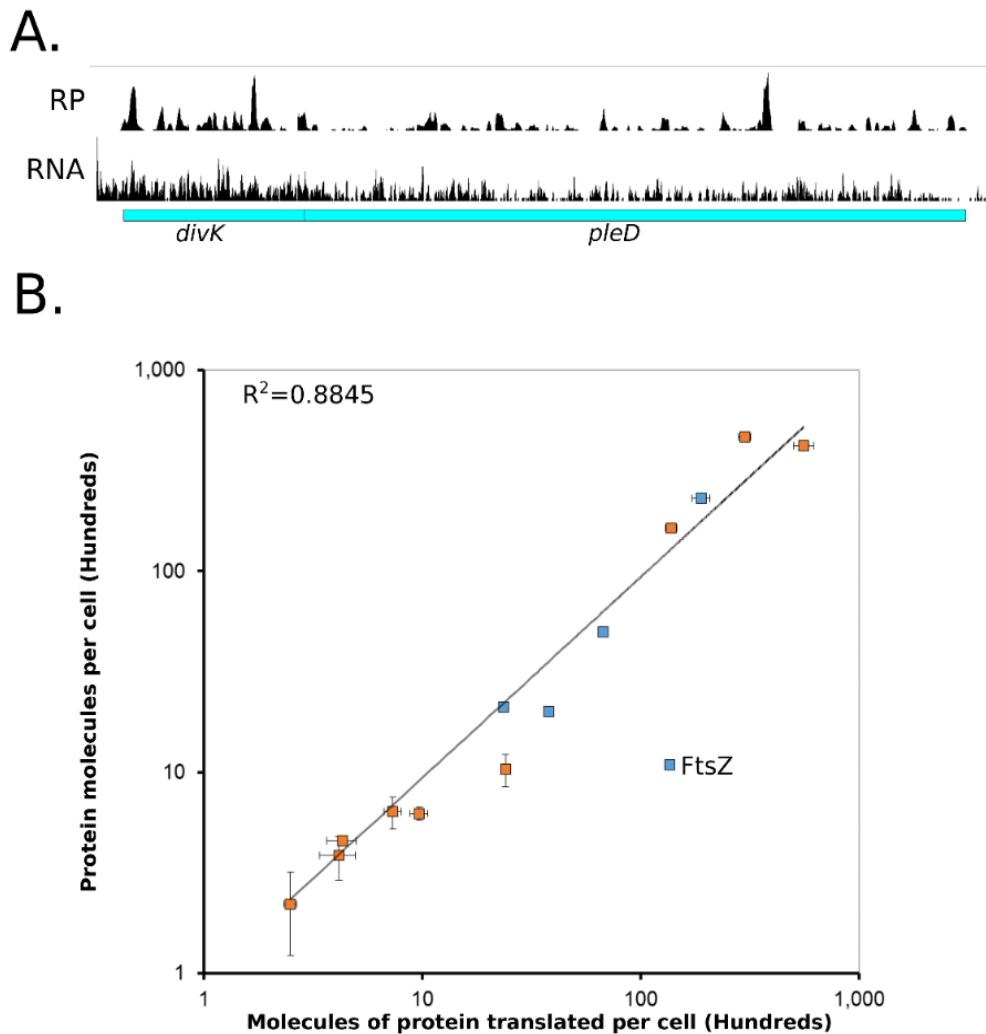 A.
RP
RNA
divK pleD
B.
R²=0.8845
1,000
100
10
1
Protein molecules per cell (Hundreds)
FtsZ
1 10 100 1,000
Molecules of protein translated per cell (Hundreds)